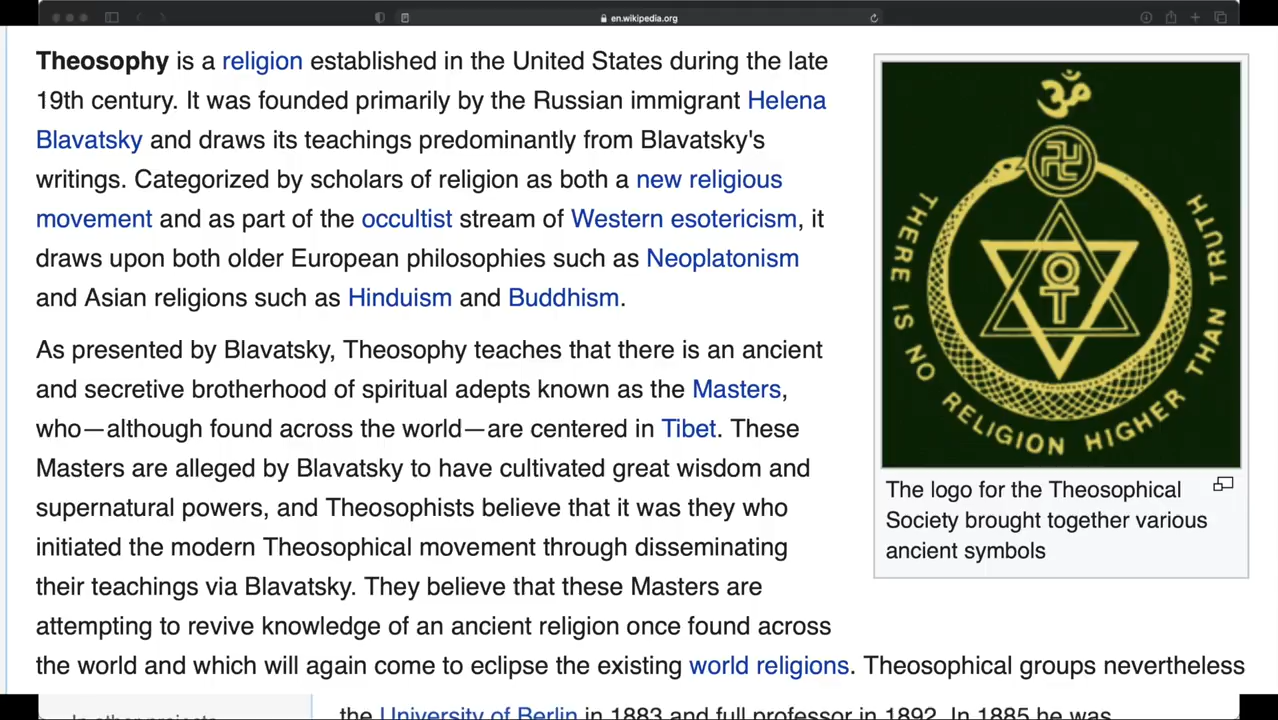 en.wikipedia.org
Theosophy is a religion established in the United States during the late
19th century. It was founded primarily by the Russian immigrant Helena
Blavatsky and draws its teachings predominantly from Blavatsky's
writings. Categorized by scholars of religion as both a new religious
movement and as part of the occultist stream of Western esotericism, it
draws upon both older European philosophies such as Neoplatonism
and Asian religions such as Hinduism and Buddhism.
As presented by Blavatsky, Theosophy teaches that there is an ancient
and secretive brotherhood of spiritual adepts known as the Masters,
who—although found across the world—are centered in Tibet. These
Masters are alleged by Blavatsky to have cultivated great wisdom and
supernatural powers, and Theosophists believe that it was they who
initiated the modern Theosophical movement through disseminating
their teachings via Blavatsky. They believe that these Masters are
attempting to revive knowledge of an ancient religion once found across
the world and which will again come to eclipse the existing world religions. Theosophical groups nevertheless
ॐ
THERE IS NO RELIGION HIGHER THAN TRUTH
The logo for the Theosophical
Society brought together various
ancient symbols
In other projects
the University of Berlin in 1883 and full professor in 1892. In 1885 he was